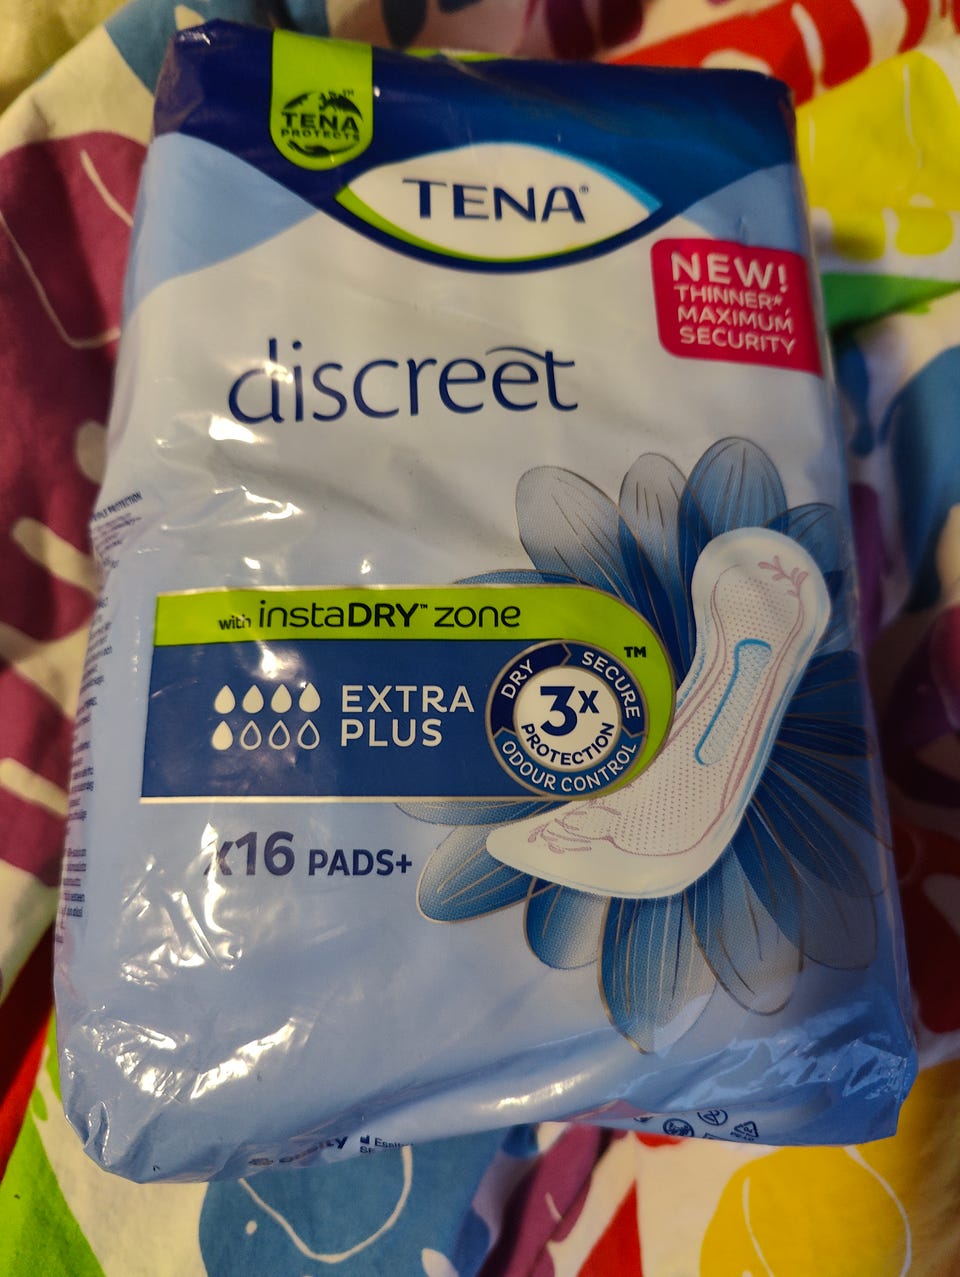 TENA
PROTECTS
TENA®
NEW!
THINNER*,
MAXIMUM
SECURITY
discreet
with instaDRY™ zone
EXTRA
PLUS
DRY
SECURE
ODOUR CONTROL
3x
PROTECTION
™
x16 PADS+